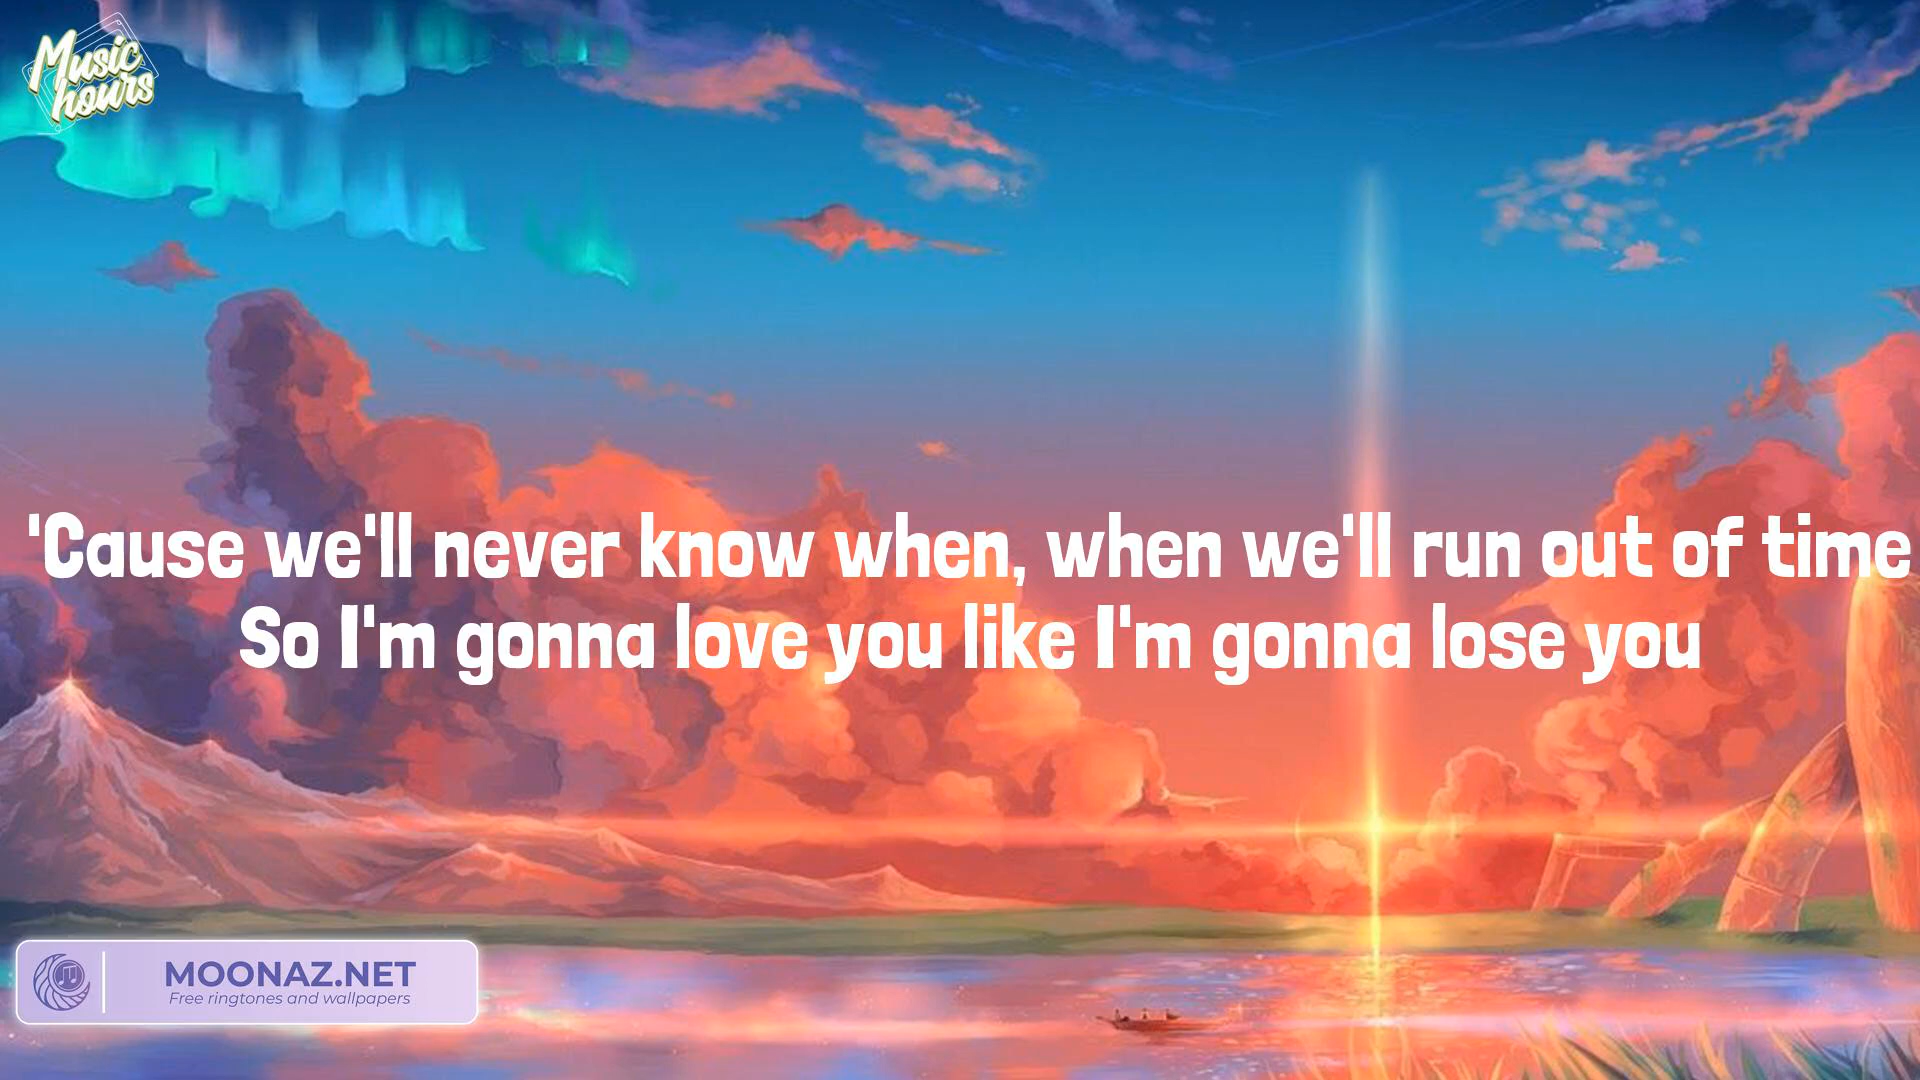 Music
hours
'Cause we'll never know when, when we'll run out of time
So I'm gonna love you like I'm gonna lose you
MOONAZ.NET
Free ringtones and wallpapers